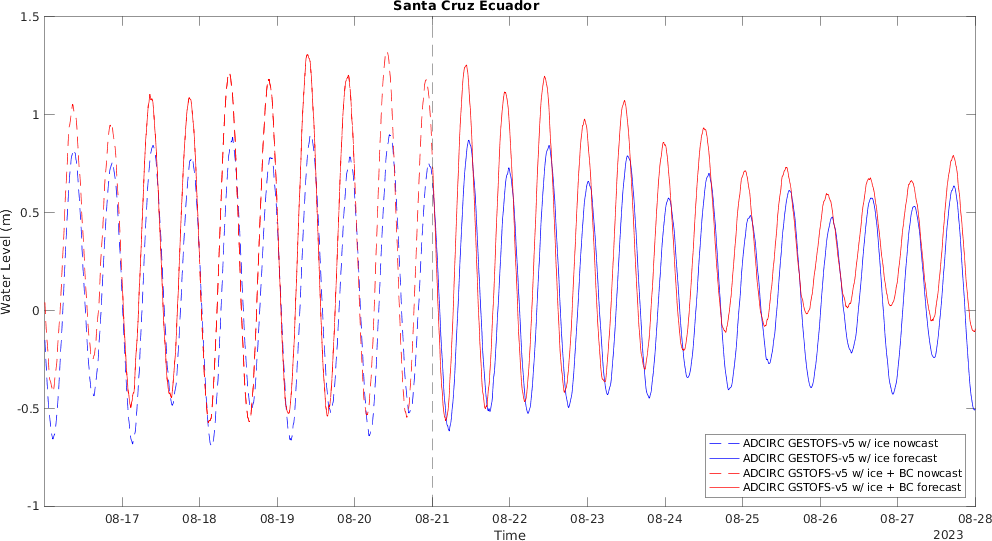 Santa Cruz Ecuador
1.5
1
0.5
0
-0.5
-1
Water Level (m)
ADCIRC GESTOFS-v5 w/ ice nowcast
ADCIRC GESTOFS-v5 w/ ice forecast
ADCIRC GSTOFS-v5 w/ ice + BC nowcast
ADCIRC GSTOFS-v5 w/ ice + BC forecast
08-17 08-18 08-19 08-20 08-21 08-22 08-23 08-24 08-25 08-26 08-27 08-28
Time
2023